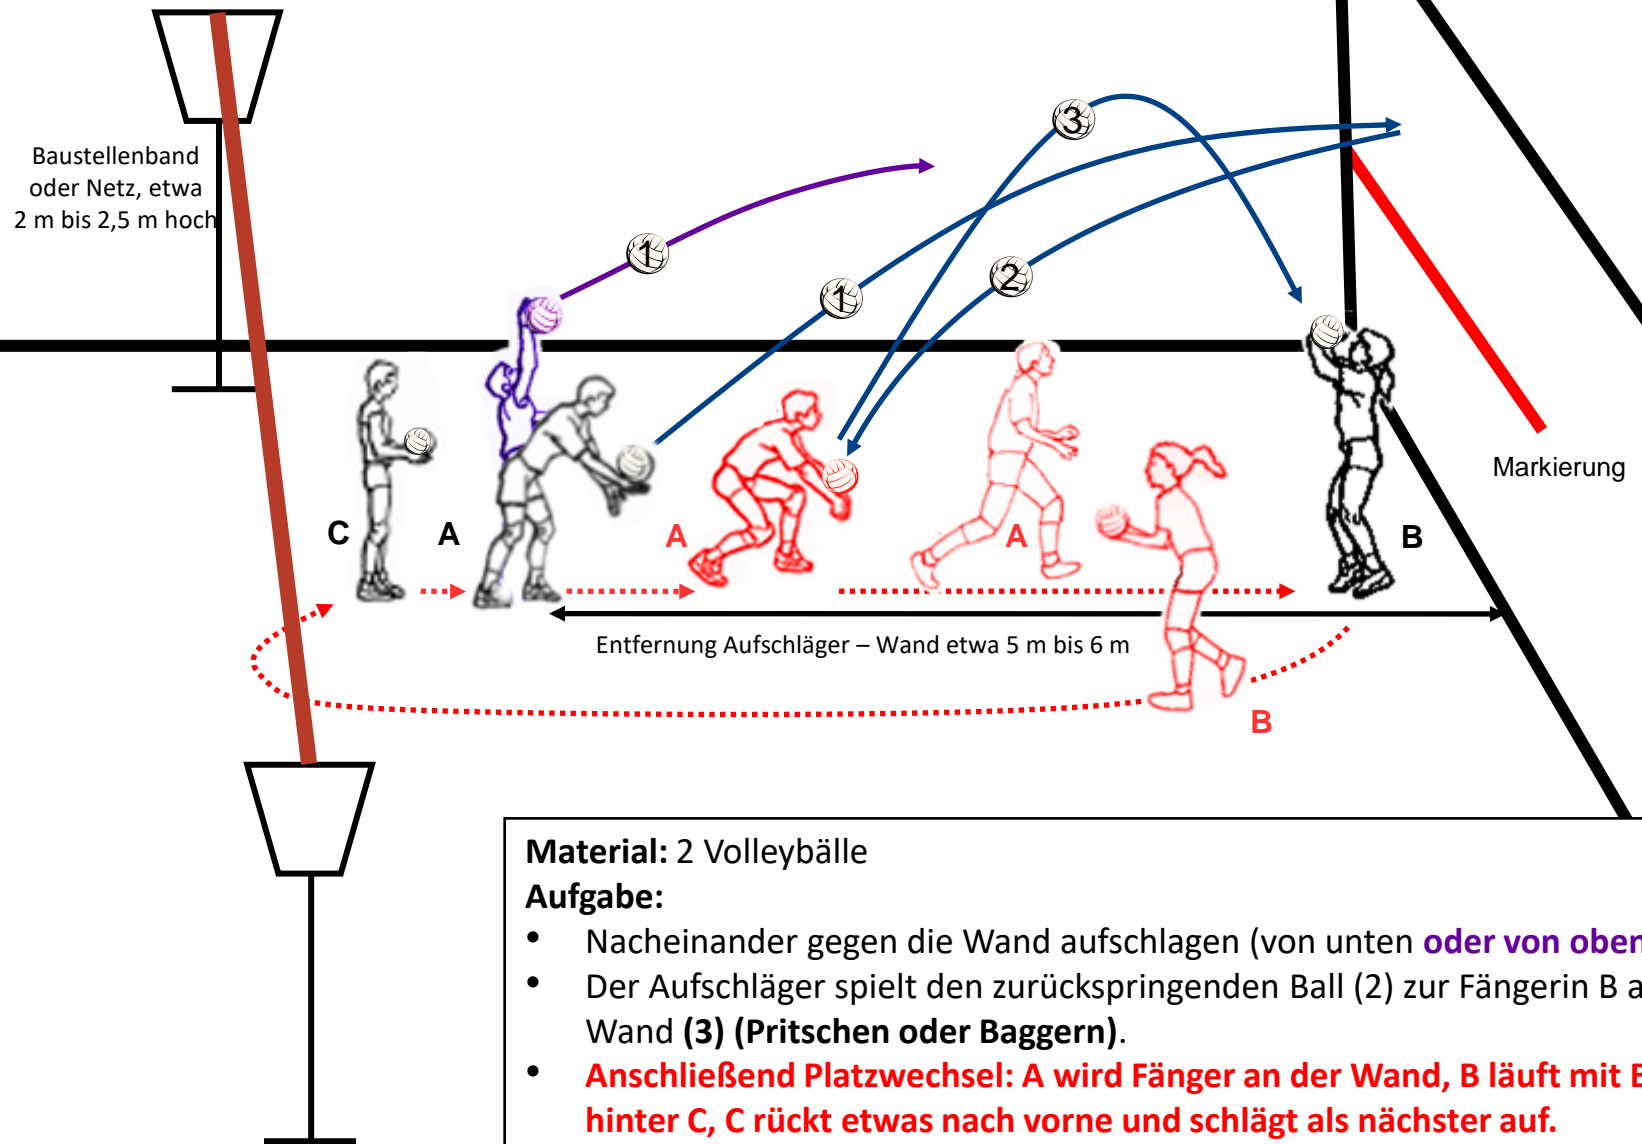 Baustellenband
oder Netz, etwa
2 m bis 2,5 m hoch
3
1
1
2
Markierung
C
A
A
A
B
Entfernung Aufschläger – Wand etwa 5 m bis 6 m
B
Material: 2 Volleybälle
Aufgabe:
• Nacheinander gegen die Wand aufschlagen (von unten oder von oben
• Der Aufschläger spielt den zurückspringenden Ball (2) zur Fängerin B a
Wand (3) (Pritschen oder Baggern).
• Anschließend Platzwechsel: A wird Fänger an der Wand, B läuft mit B
hinter C, C rückt etwas nach vorne und schlägt als nächster auf.